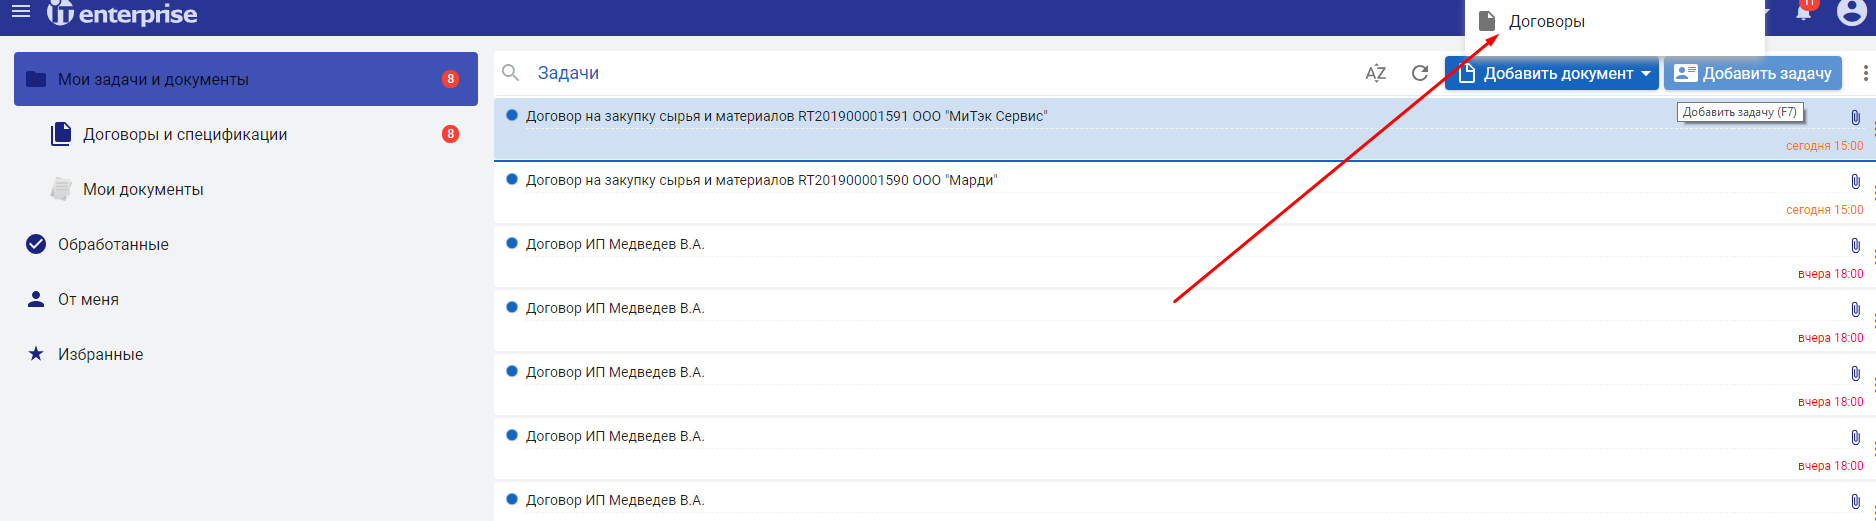 it enterprise
Договоры
11
Мои задачи и документы 8
Договоры и спецификации 8
Мои документы
Обработанные
От меня
Избранные
Задачи
AZ
Добавить документ
Добавить задачу
Добавить задачу (F7)
Договор на закупку сырья и материалов RT201900001591 ООО "МиТэк Сервис"
сегодня 15:00
Договор на закупку сырья и материалов RT201900001590 ООО "Марди"
сегодня 15:00
Договор ИП Медведев В.А.
вчера 18:00
Договор ИП Медведев В.А.
вчера 18:00
Договор ИП Медведев В.А.
вчера 18:00
Договор ИП Медведев В.А.
вчера 18:00
Договор ИП Медведев В.А.